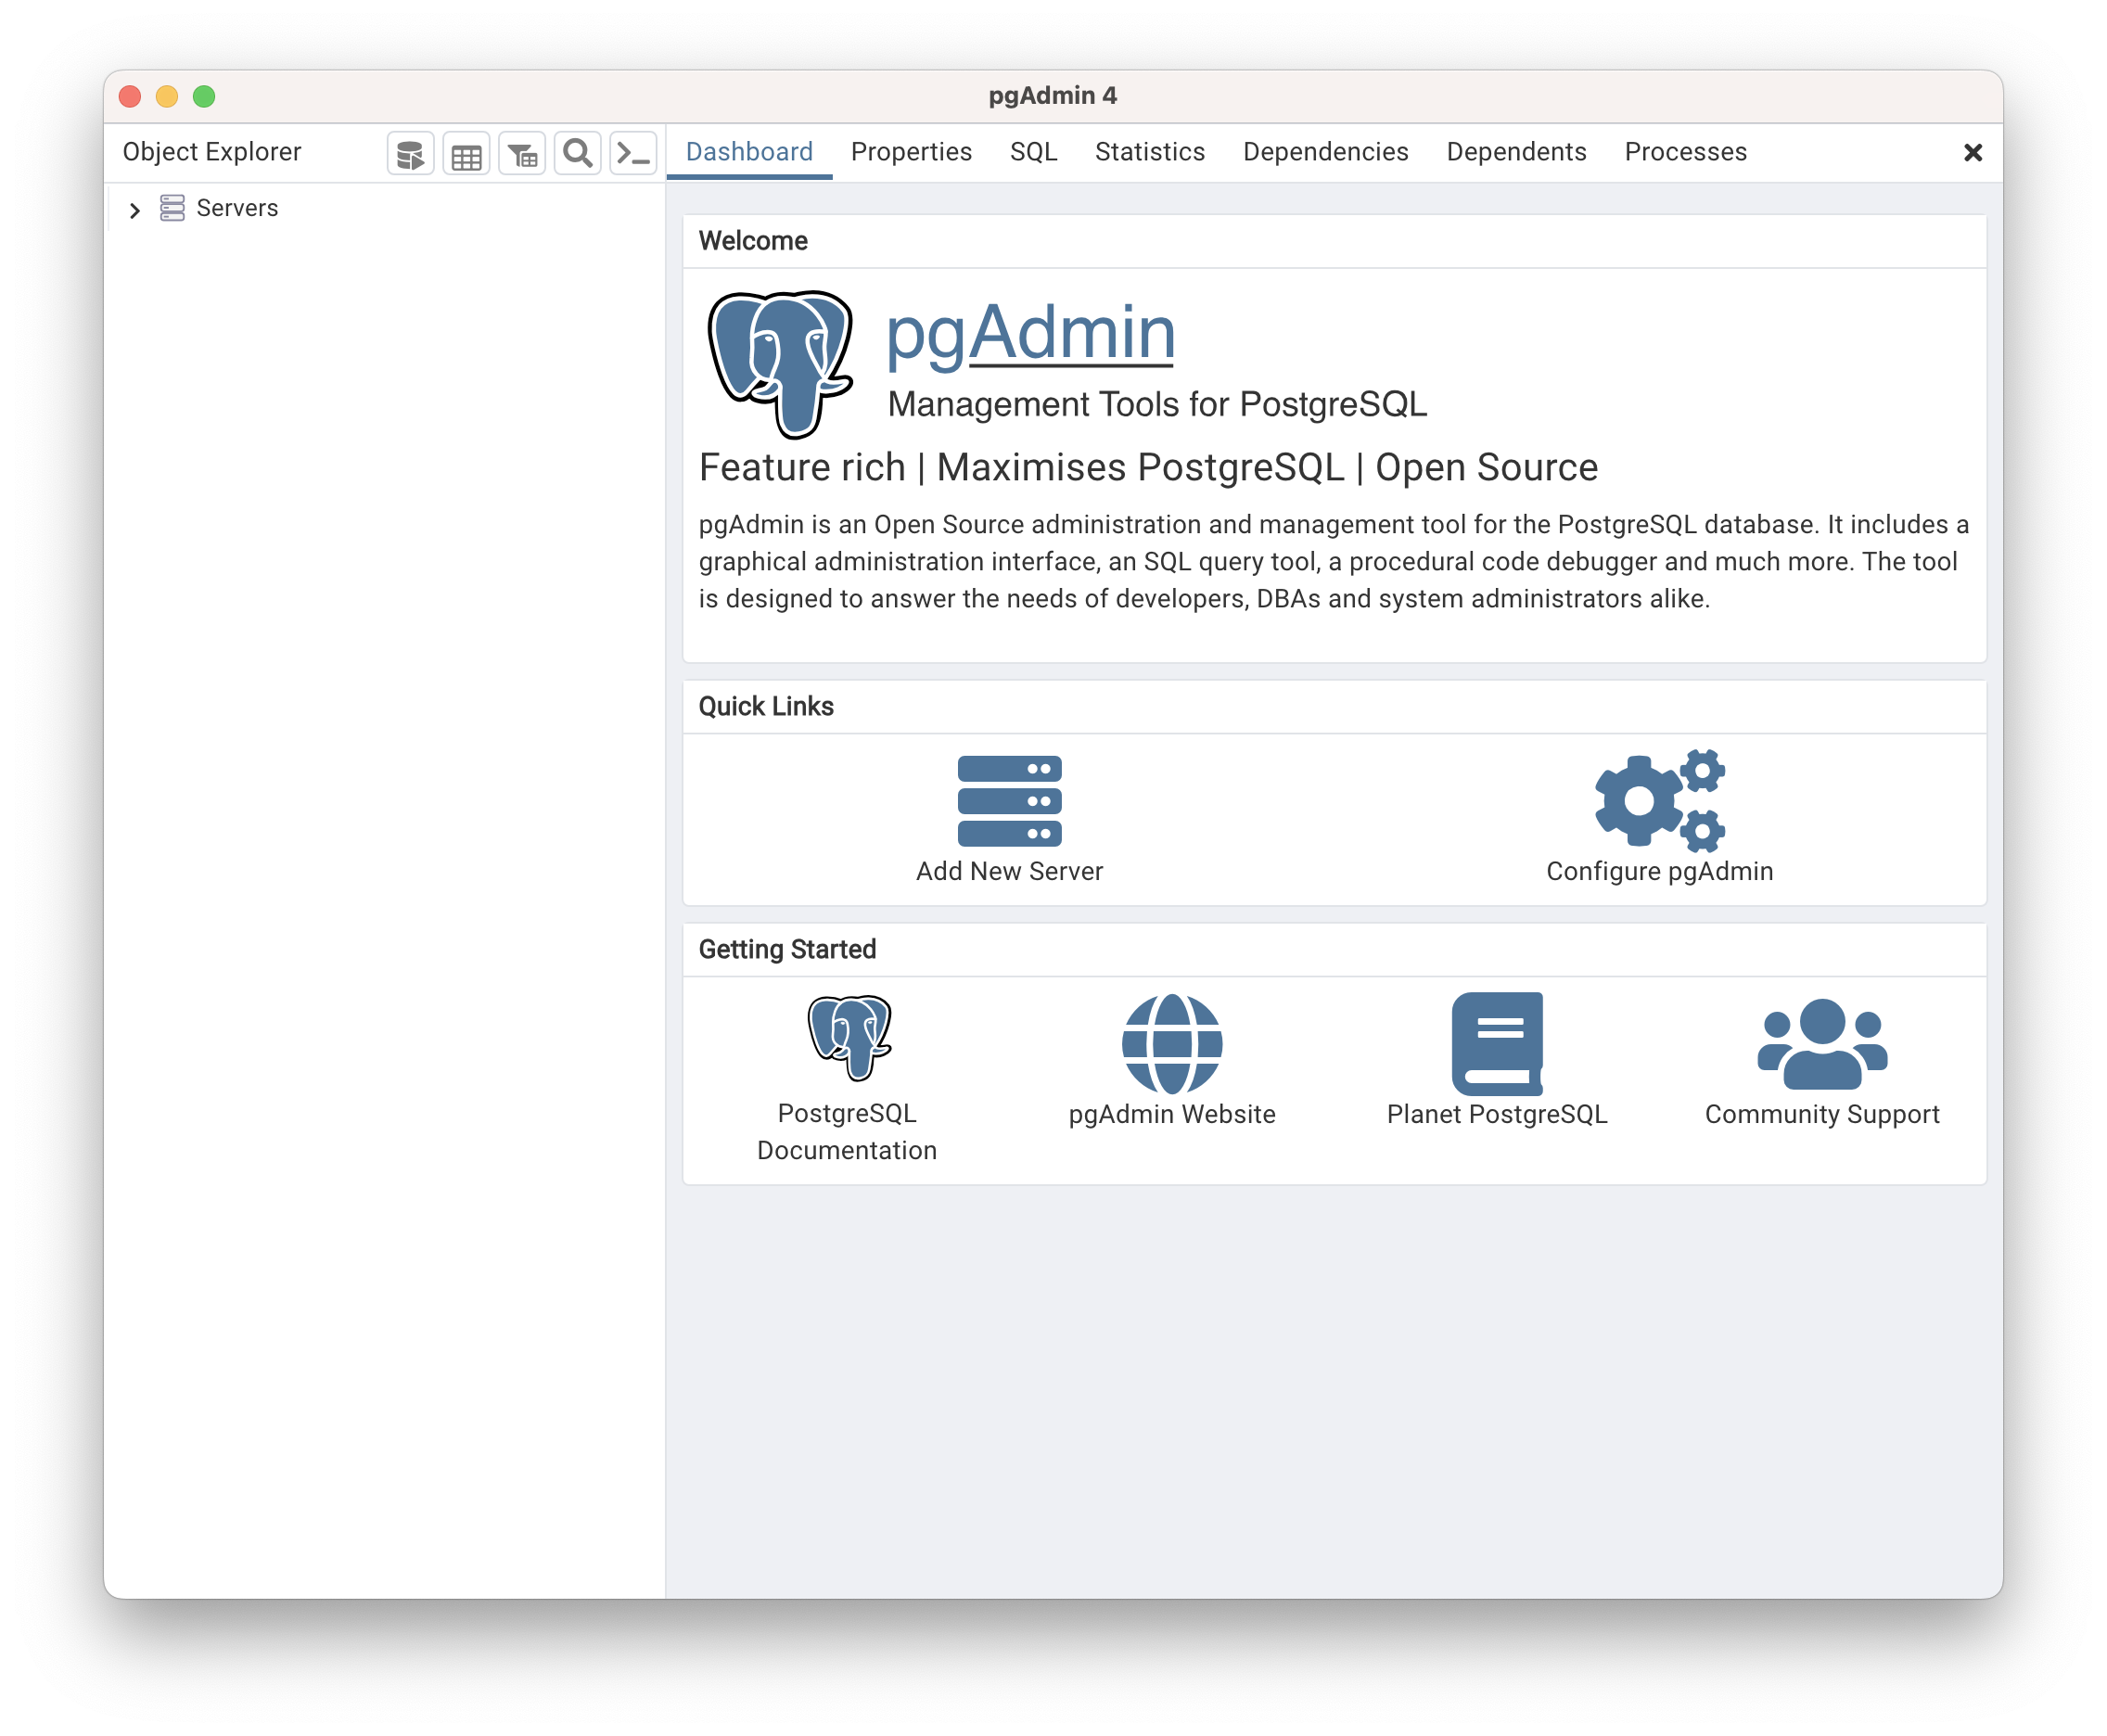 pgAdmin 4
Object Explorer
Dashboard Properties SQL Statistics Dependencies Dependents Processes
Servers
Welcome
pgAdmin
Management Tools for PostgreSQL
Feature rich | Maximises PostgreSQL | Open Source
pgAdmin is an Open Source administration and management tool for the PostgreSQL database. It includes a
graphical administration interface, an SQL query tool, a procedural code debugger and much more. The tool
is designed to answer the needs of developers, DBAs and system administrators alike.
Quick Links
Add New Server
Configure pgAdmin
Getting Started
PostgreSQL
Documentation
pgAdmin Website
Planet PostgreSQL
Community Support